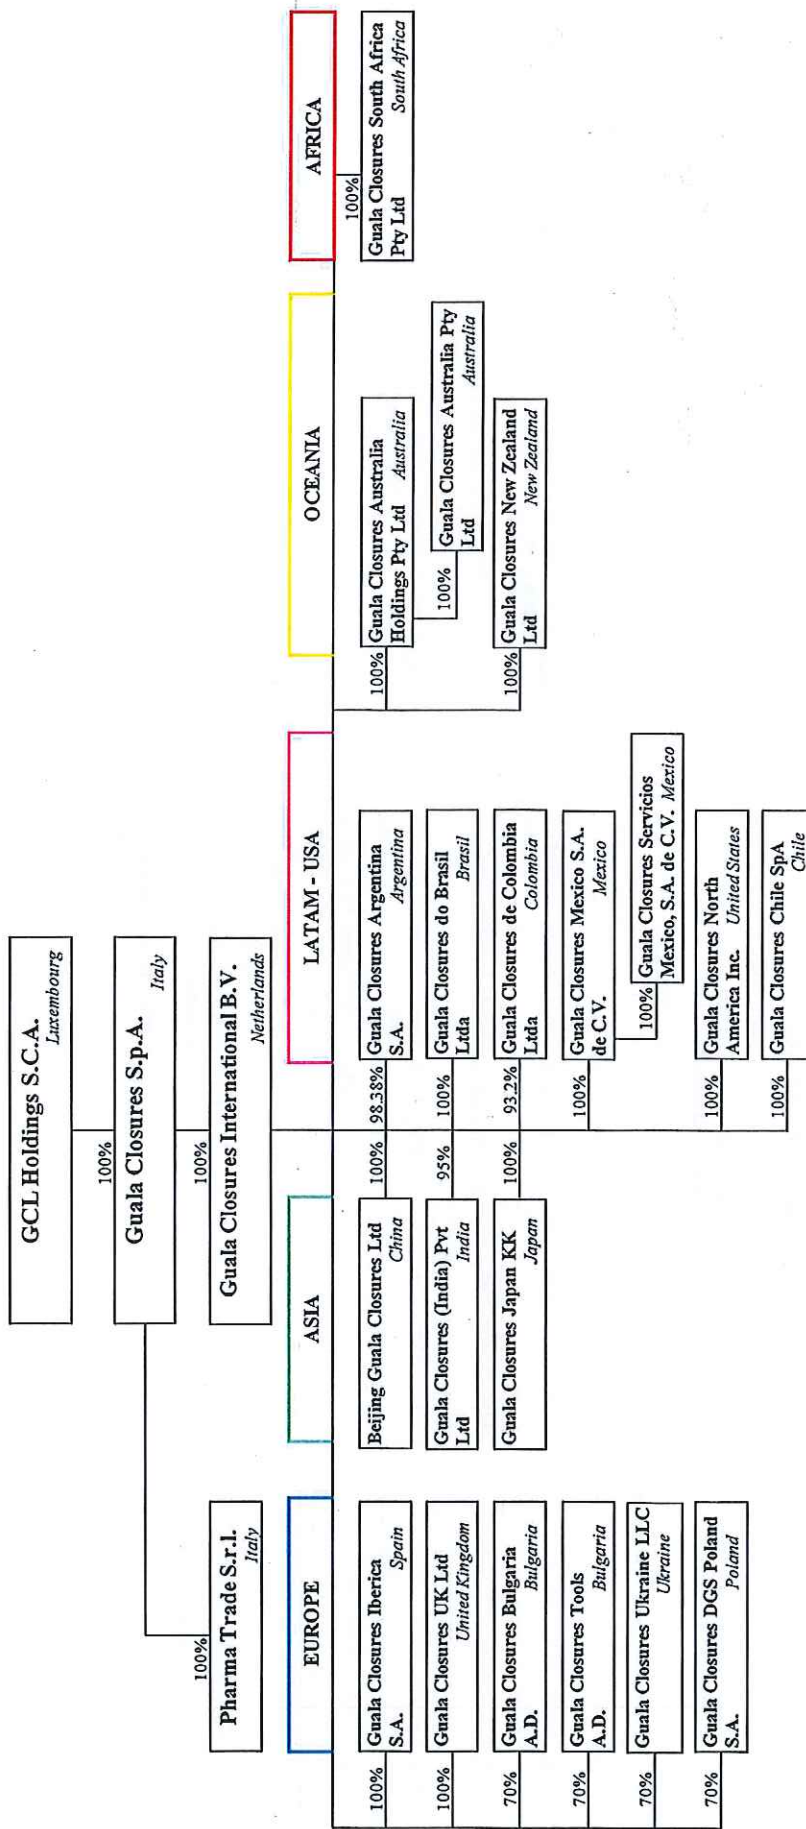 GCL Holdings S.C.A.
Luxembourg
100%
Guala Closures S.p.A.
Italy
100%
100%
Pharma Trade S.r.l.
Italy
Guala Closures International B.V.
Netherlands
EUROPE
100%
Guala Closures Iberica
S.A. Spain
100%
Guala Closures UK Ltd
United Kingdom
70%
Guala Closures Bulgaria
A.D. Bulgaria
70%
Guala Closures Tools
A.D. Bulgaria
70%
Guala Closures Ukraine LLC
Ukraine
70%
Guala Closures DGS Poland
S.A. Poland
ASIA
Beijing Guala Closures Ltd
China
100%
Guala Closures (India) Pvt
Ltd India
95%
Guala Closures Japan KK
Japan
100%
LATAM - USA
98.38%
Guala Closures Argentina
S.A. Argentina
100%
Guala Closures do Brasil
Ltda Brasil
93.2%
Guala Closures de Colombia
Ltda Colombia
100%
Guala Closures Mexico S.A.
de C.V. Mexico
100%
Guala Closures Servicios
Mexico, S.A. de C.V. Mexico
100%
Guala Closures North
America Inc. United States
100%
Guala Closures Chile SpA
Chile
OCEANIA
100%
Guala Closures Australia
Holdings Pty Ltd Australia
100%
Guala Closures Australia Pty
Ltd Australia
100%
Guala Closures New Zealand
Ltd New Zealand
AFRICA
100%
Guala Closures South Africa
Pty Ltd South Africa